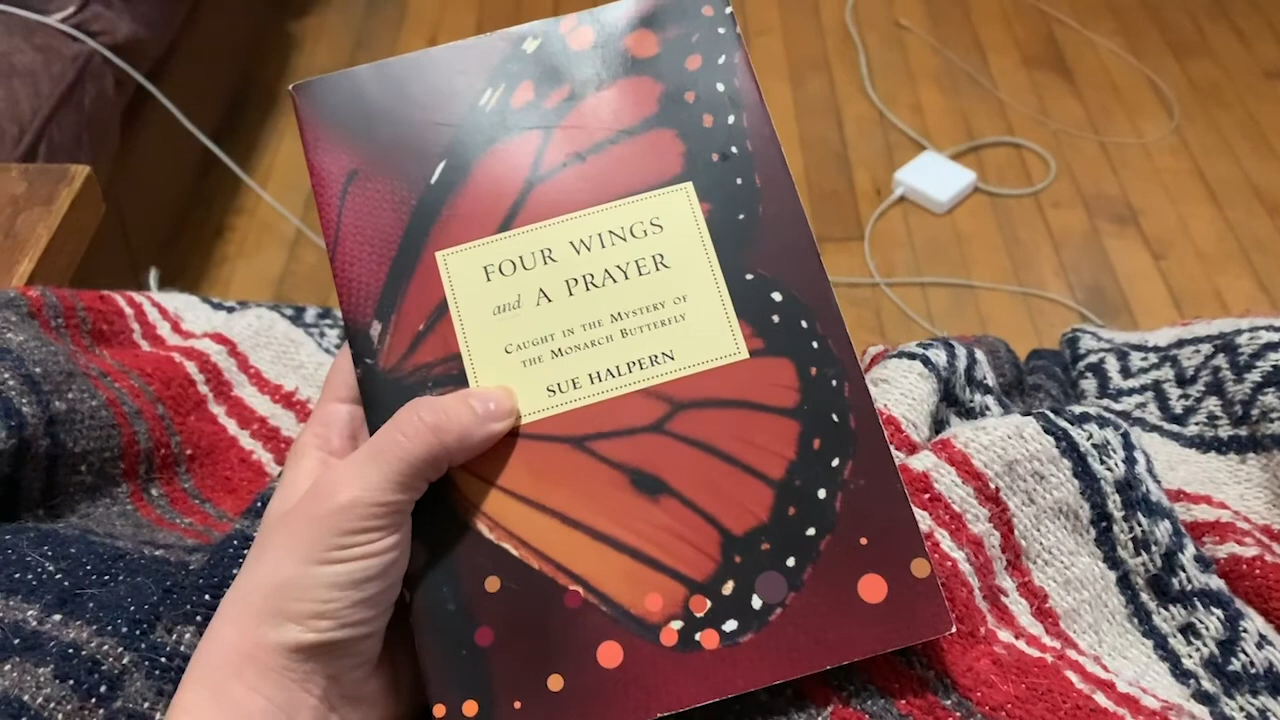 FOUR WINGS
and A PRAYER
CAUGHT IN THE MYSTERY OF
THE MONARCH BUTTERFLY
SUE HALPERN